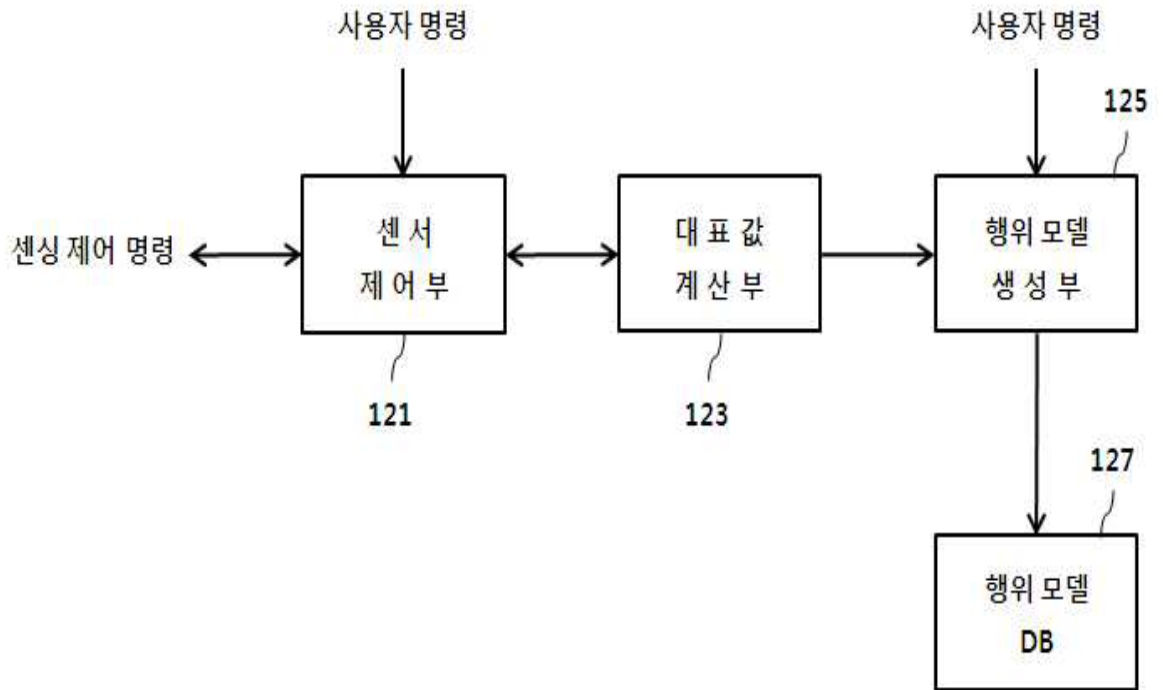 사용자 명령
사용자 명령
125
센싱 제어 명령
센 서
제 어 부
대 표 값
계 산 부
행위 모델
생 성 부
121
123
127
행위 모델
DB